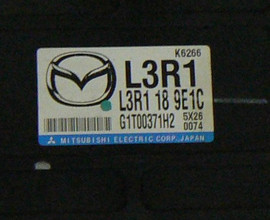 K6266
L3R1
L3R1 18 9E1C
G1T00371H2 5X26
0074
MITSUBISHI ELECTRIC CORP. JAPAN